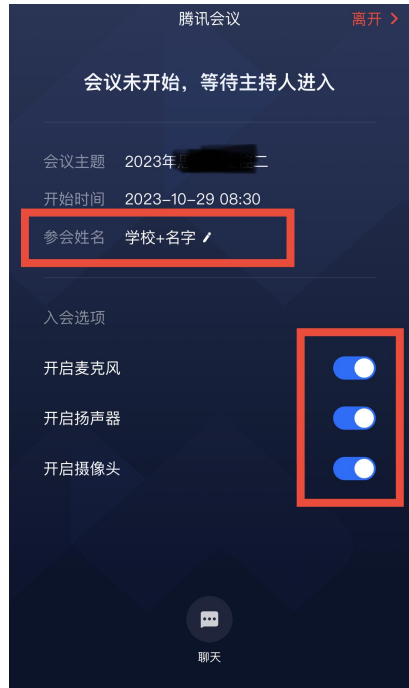 腾讯会议
离开 >
会议未开始，等待主持人进入
会议主题 2023年 二
开始时间 2023-10-29 08:30
参会姓名 学校+名字
入会选项
开启麦克风
开启扬声器
开启摄像头
聊天